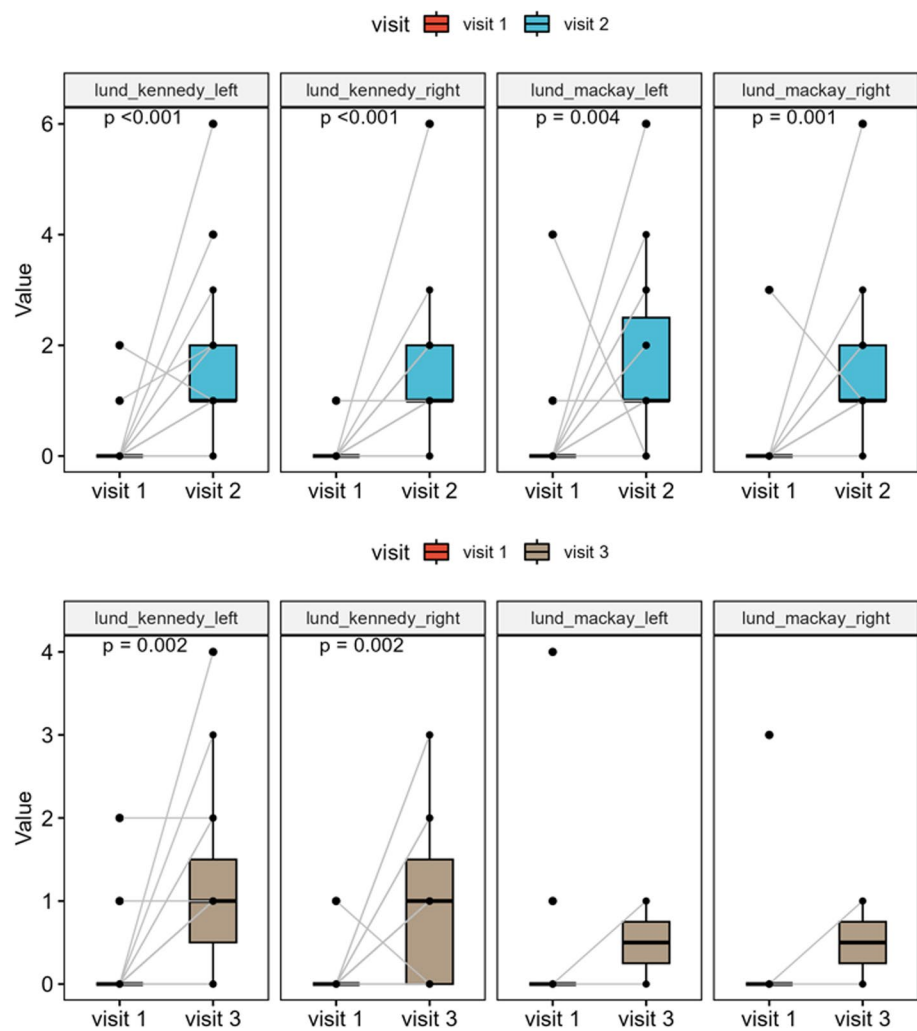 visit visit 1 visit 2
lund_kennedy_left lund_kennedy_right lund_mackay_left lund_mackay_right
p <0.001 p <0.001 p = 0.004 p = 0.001
6
4
Value
2
0
visit 1 visit 2 visit 1 visit 2 visit 1 visit 2 visit 1 visit 2
visit visit 1 visit 3
lund_kennedy_left lund_kennedy_right lund_mackay_left lund_mackay_right
p = 0.002 p = 0.002
4
3
Value
2
1
0
visit 1 visit 3 visit 1 visit 3 visit 1 visit 3 visit 1 visit 3